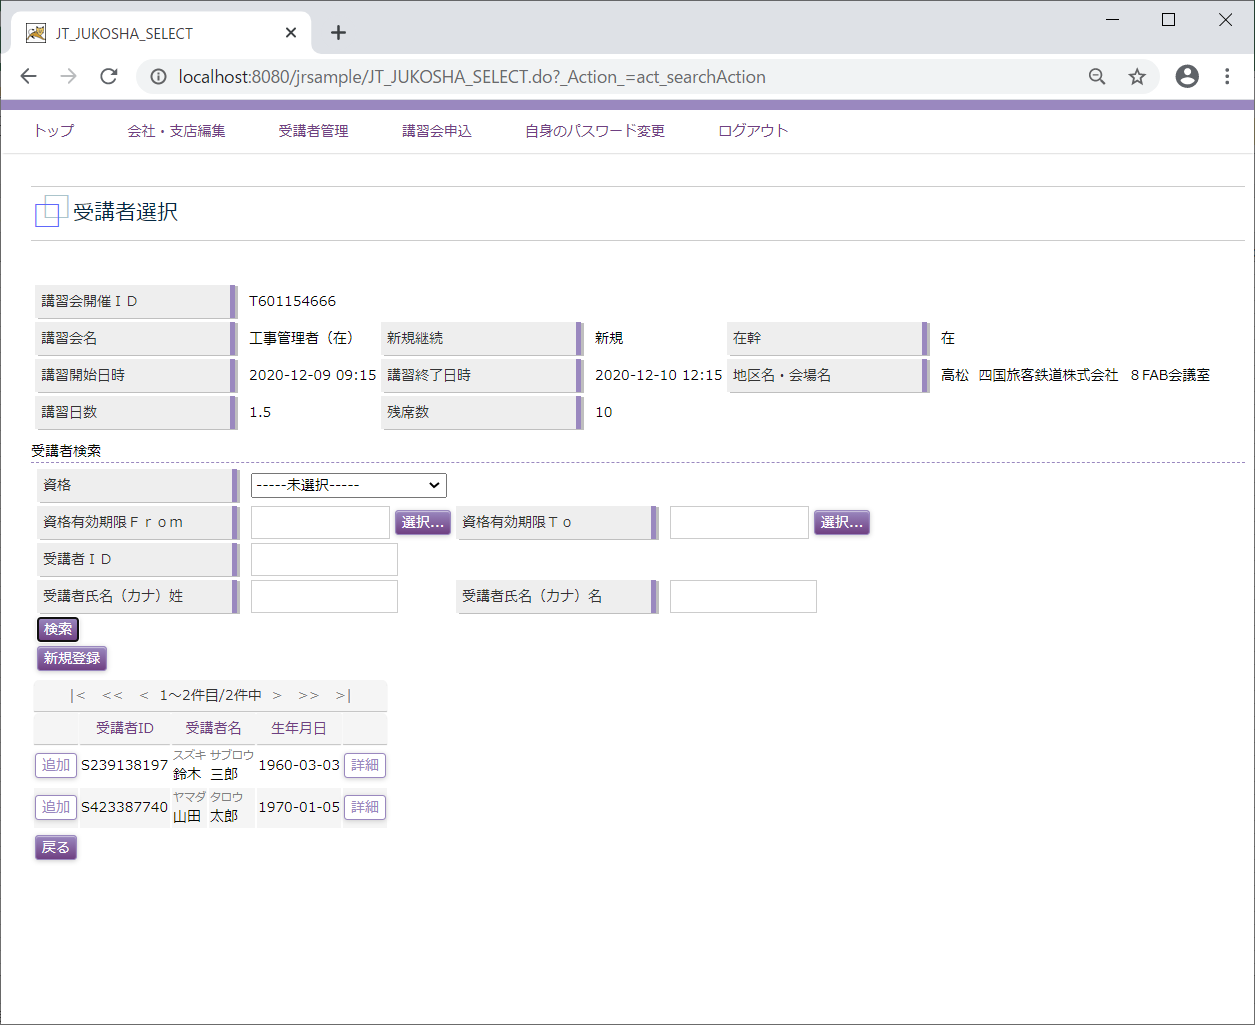 JT_JUKOSHA_SELECT
localhost:8080/jrsample/JT_JUKOSHA_SELECT.do?_Action_=act_searchAction
トップ 会社・支店編集 受講者管理 講習会申込 自身のパスワード変更 ログアウト
受講者選択
講習会開催ＩＤ T601154666
講習会名 工事管理者（在） 新規継続 新規 在幹 在
講習開始日時 2020-12-09 09:15 講習終了日時 2020-12-10 12:15 地区名・会場名 高松 四国旅客鉄道株式会社 ８FAB会議室
講習日数 1.5 残席数 10
受講者検索
資格 -----未選択-----
資格有効期限Ｆｒｏｍ 選択... 資格有効期限Ｔｏ 選択...
受講者ＩＤ
受講者氏名（カナ）姓 受講者氏名（カナ）名
検索
新規登録
|< << < 1～2件目/2件中 > >> >|
受講者ID 受講者名 生年月日
スズキ サブロウ
追加 S239138197 鈴木 三郎 1960-03-03 詳細
ヤマダ タロウ
追加 S423387740 山田 太郎 1970-01-05 詳細
戻る